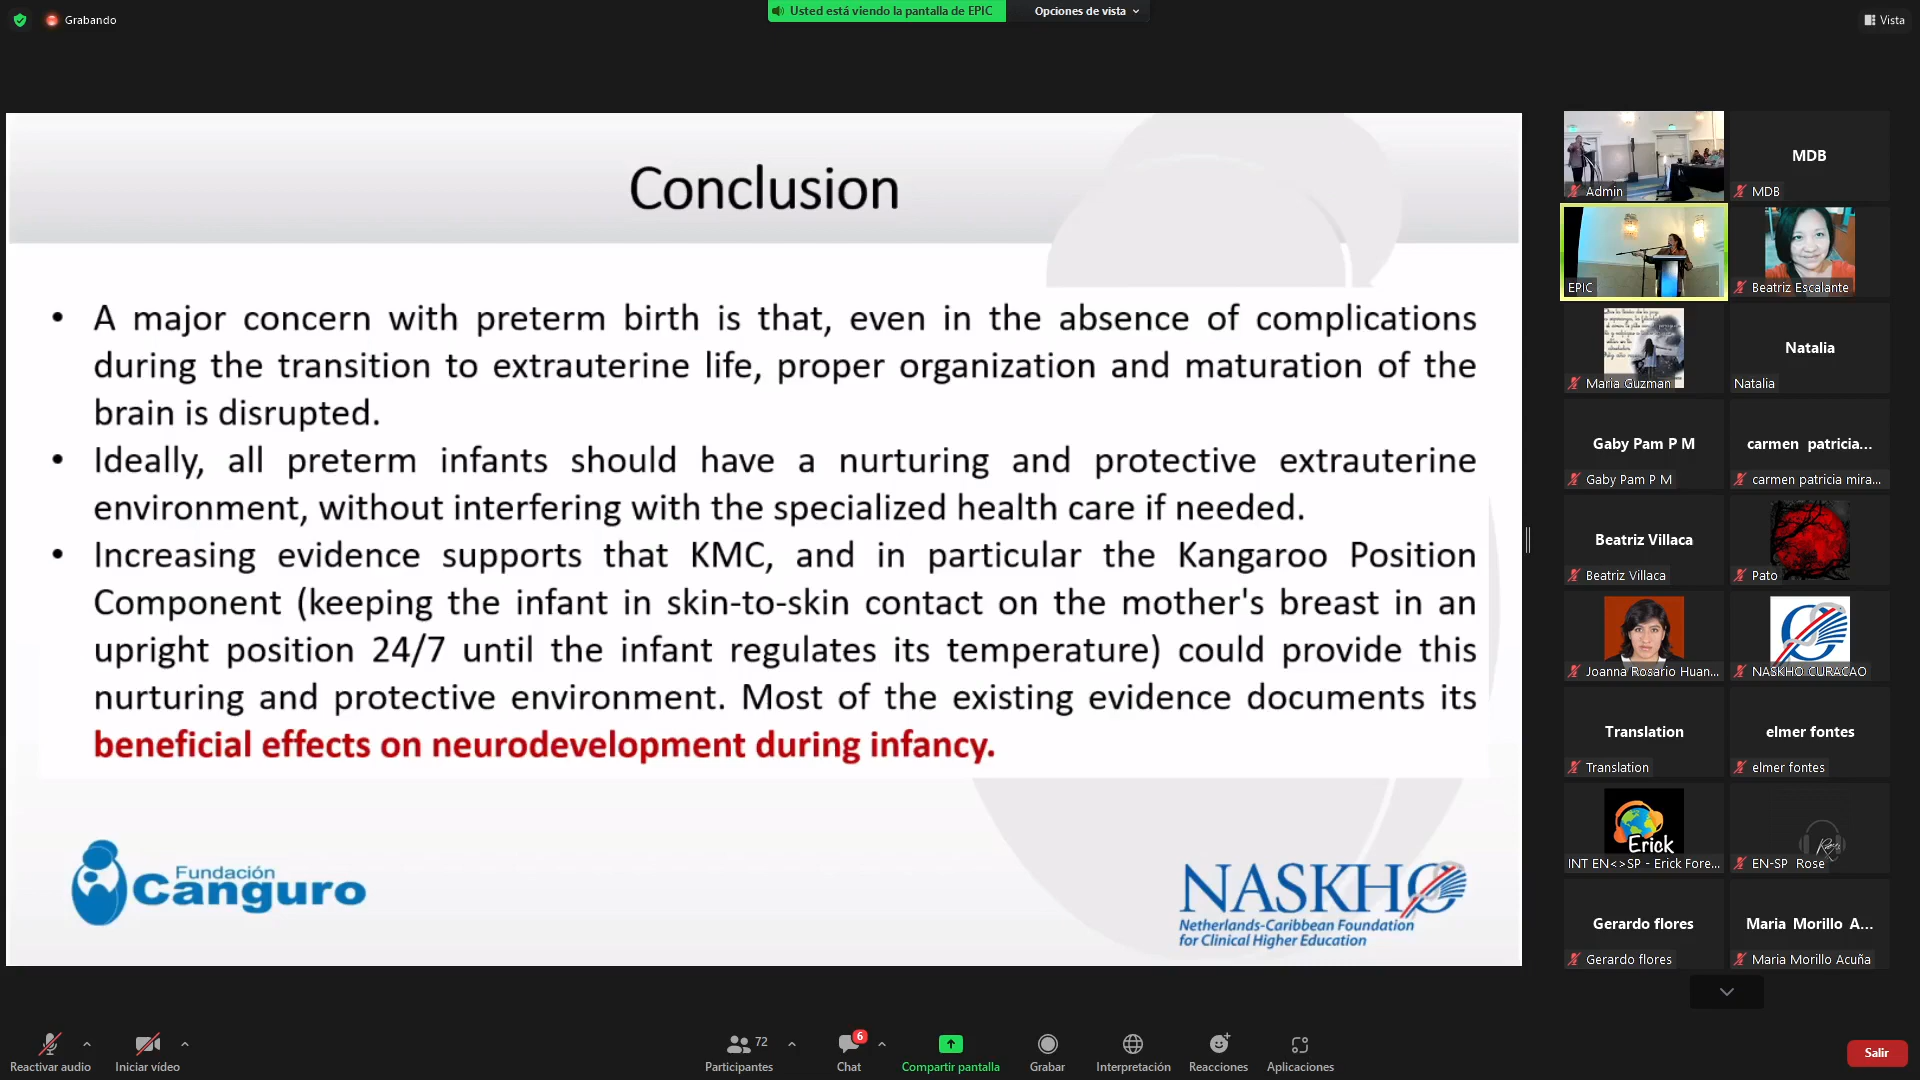 Grabando
Usted está viendo la pantalla de EPIC
Opciones de vista
Vista
Conclusion
• A major concern with preterm birth is that, even in the absence of complications
during the transition to extrauterine life, proper organization and maturation of the
brain is disrupted.
• Ideally, all preterm infants should have a nurturing and protective extrauterine
environment, without interfering with the specialized health care if needed.
• Increasing evidence supports that KMC, and in particular the Kangaroo Position
Component (keeping the infant in skin-to-skin contact on the mother's breast in an
upright position 24/7 until the infant regulates its temperature) could provide this
nurturing and protective environment. Most of the existing evidence documents its
beneficial effects on neurodevelopment during infancy.
Fundación
Canguro
NASKHO
Netherlands-Caribbean Foundation
for Clinical Higher Education
Admin
MDB
MDB
EPIC
Beatriz Escalante
Maria Guzman
Natalia
Natalia
Gaby Pam P M
Gaby Pam P M
carmen patricia...
carmen patricia mira...
Beatriz Villaca
Beatriz Villaca
Pato
Joanna Rosario Huan...
NASKHO CURACAO
Translation
Translation
elmer fontes
elmer fontes
Erick
INT EN<>SP - Erick Fore...
EN-SP Rose
Gerardo flores
Gerardo flores
Maria Morillo A...
Maria Morillo Acuña
Reactivar audio
Iniciar vídeo
72
Participantes
6
Chat
Compartir pantalla
Grabar
Interpretación
Reacciones
Aplicaciones
Salir